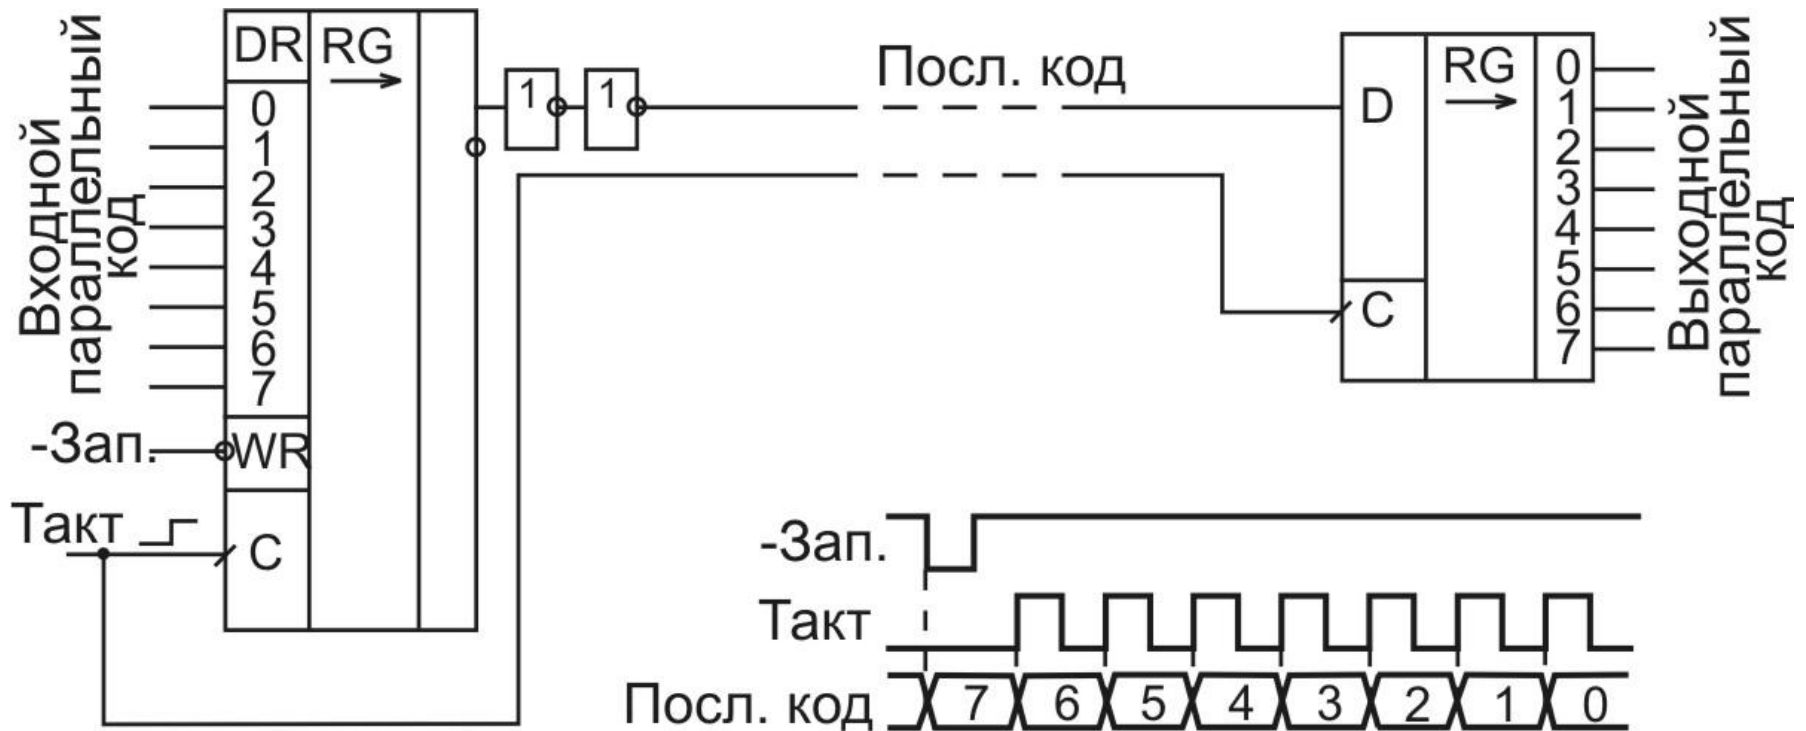 Входной
параллельный
код
DR
RG
0
1
2
3
4
5
6
7
WR
C
-Зап.
Такт
1
1
Посл. код
D
C
RG
0
1
2
3
4
5
6
7
Выходной
параллельный
код
-Зап.
Такт
Посл. код
7 6 5 4 3 2 1 0